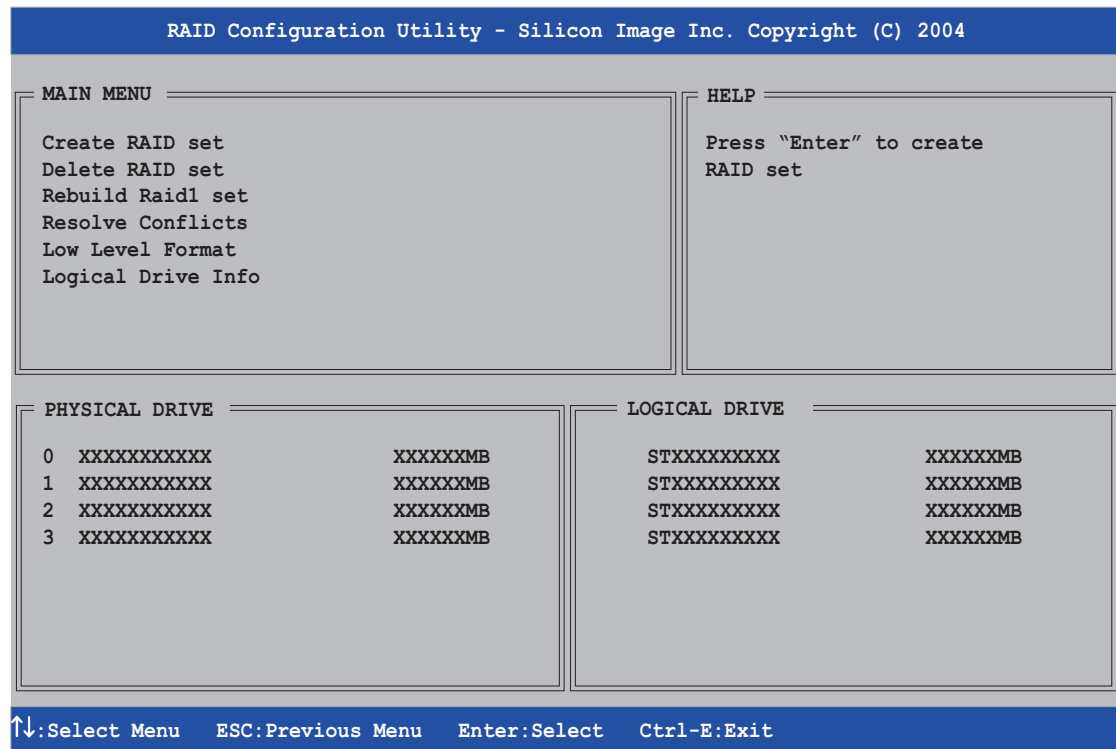 RAID Configuration Utility - Silicon Image Inc. Copyright (C) 2004
MAIN MENU
Create RAID set
Delete RAID set
Rebuild Raid1 set
Resolve Conflicts
Low Level Format
Logical Drive Info
HELP
Press “Enter” to create
RAID set
PHYSICAL DRIVE
0 XXXXXXXXXXX XXXXXXMB
1 XXXXXXXXXXX XXXXXXMB
2 XXXXXXXXXXX XXXXXXMB
3 XXXXXXXXXXX XXXXXXMB
LOGICAL DRIVE
STXXXXXXXXX XXXXXXMB
STXXXXXXXXX XXXXXXMB
STXXXXXXXXX XXXXXXMB
STXXXXXXXXX XXXXXXMB
↑↓:Select Menu ESC:Previous Menu Enter:Select Ctrl-E:Exit